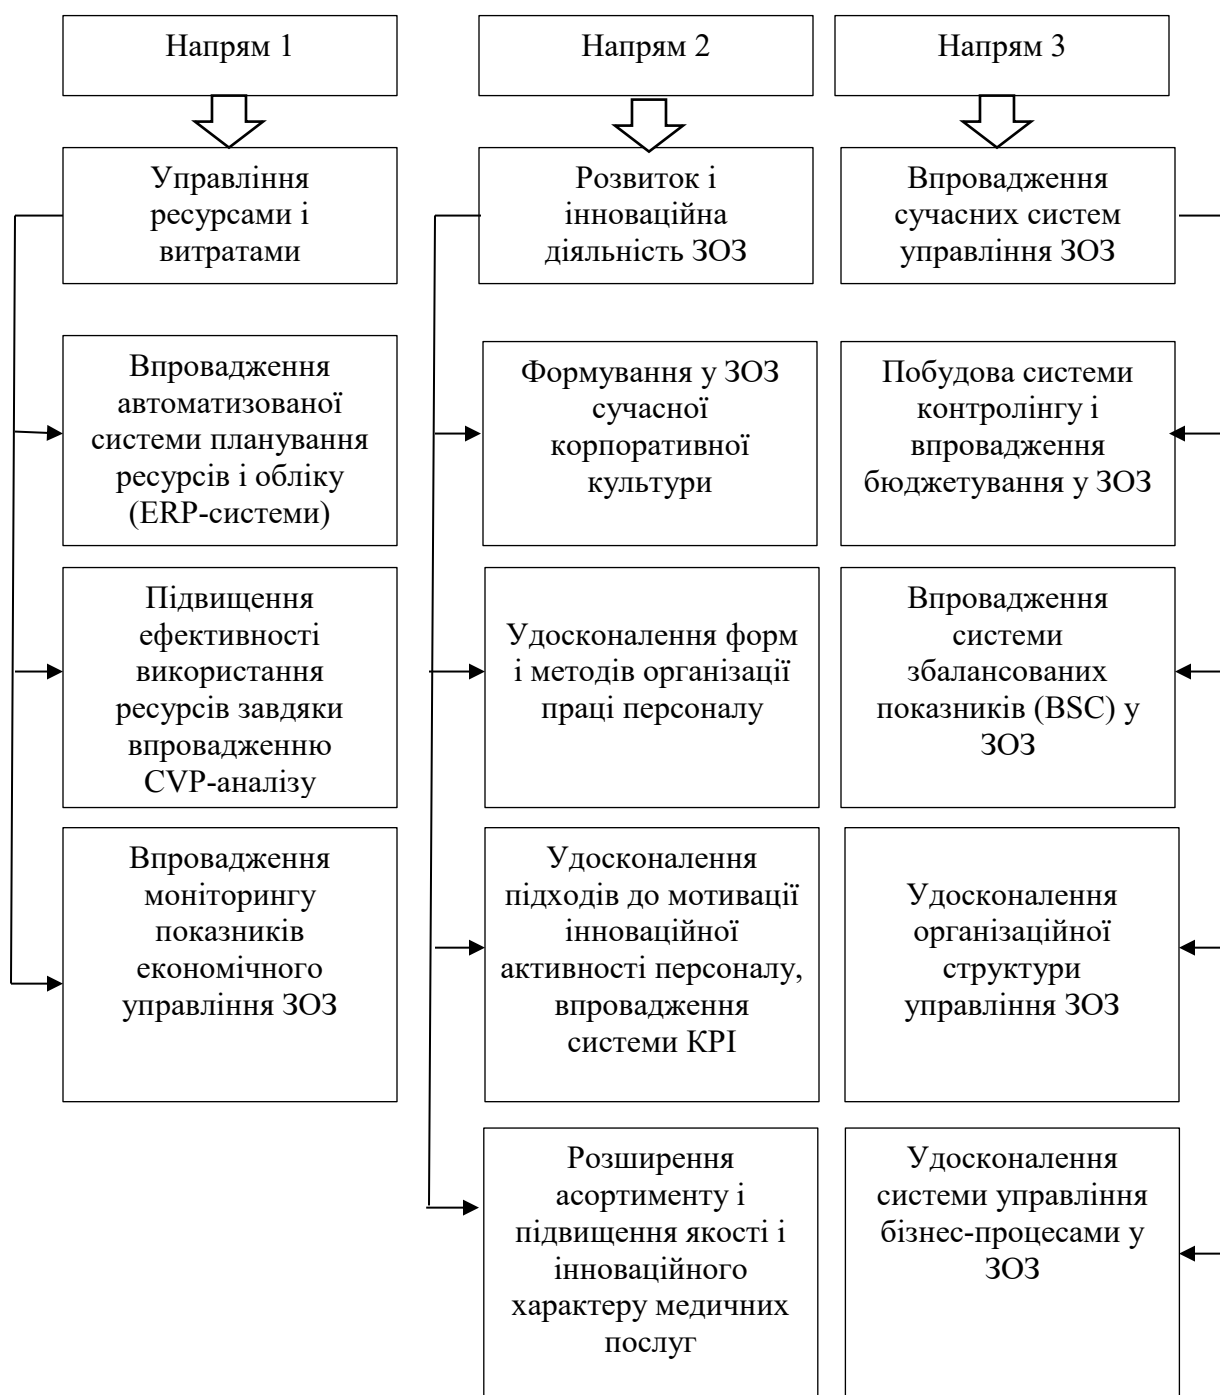 Напрям 1
Управління
ресурсами і
витратами
Впровадження
автоматизованої
системи планування
ресурсів і обліку
(ERP-системи)
Підвищення
ефективності
використання
ресурсів завдяки
впровадженню
CVP-аналізу
Впровадження
моніторингу
показників
економічного
управління ЗОЗ
Напрям 2
Розвиток і
інноваційна
діяльність ЗОЗ
Формування у ЗОЗ
сучасної
корпоративної
культури
Удосконалення форм
і методів організації
праці персоналу
Удосконалення
підходів до мотивації
інноваційної
активності персоналу,
впровадження
системи КРІ
Розширення
асортименту і
підвищення якості і
інноваційного
характеру медичних
послуг
Напрям 3
Впровадження
сучасних систем
управління ЗОЗ
Побудова системи
контролінгу і
впровадження
бюджетування у ЗОЗ
Впровадження
системи
збалансованих
показників (BSC) у
ЗОЗ
Удосконалення
організаційної
структури
управління ЗОЗ
Удосконалення
системи управління
бізнес-процесами у
ЗОЗ